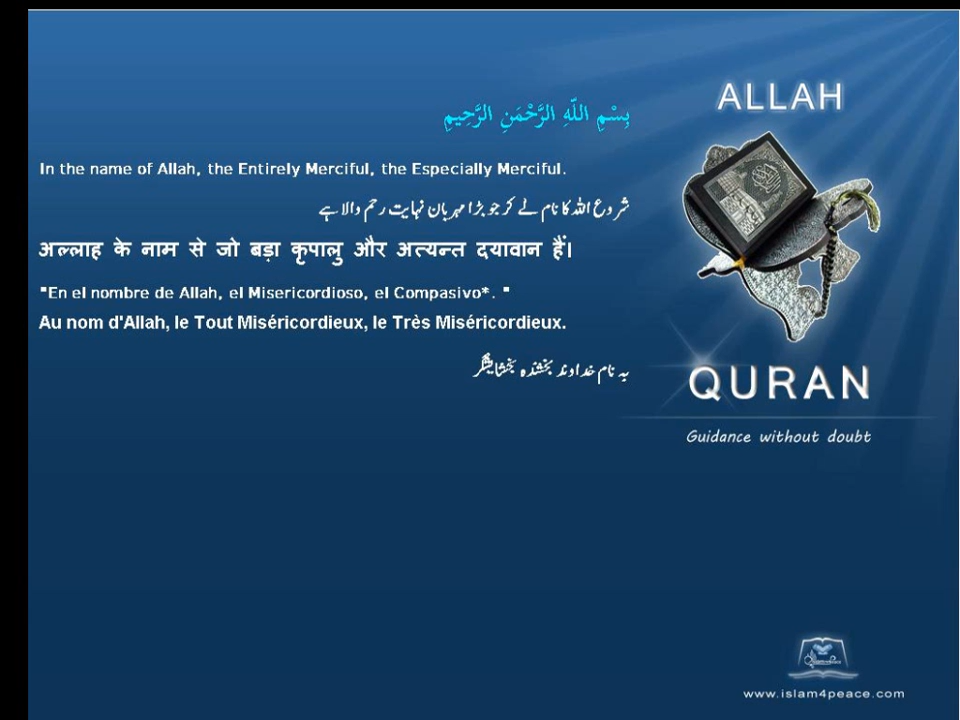 بِسْمِ اللّهِ الرَّحْمَنِ الرَّحِيمِ
In the name of Allah, the Entirely Merciful, the Especially Merciful.
شروع الله کا نام لے کر جو بڑا مہربان نہایت رحم والا ہے
अल्लाह के नाम से जो बड़ा कृपालु और अत्यन्त दयावान हैं।
"En el nombre de Allah, el Misericordioso, el Compasivo*. "
Au nom d'Allah, le Tout Miséricordieux, le Très Miséricordieux.
به نام خداوند بخشنده بخشایشگر
ALLAH
QURAN
Guidance without doubt
www.islam4peace.com